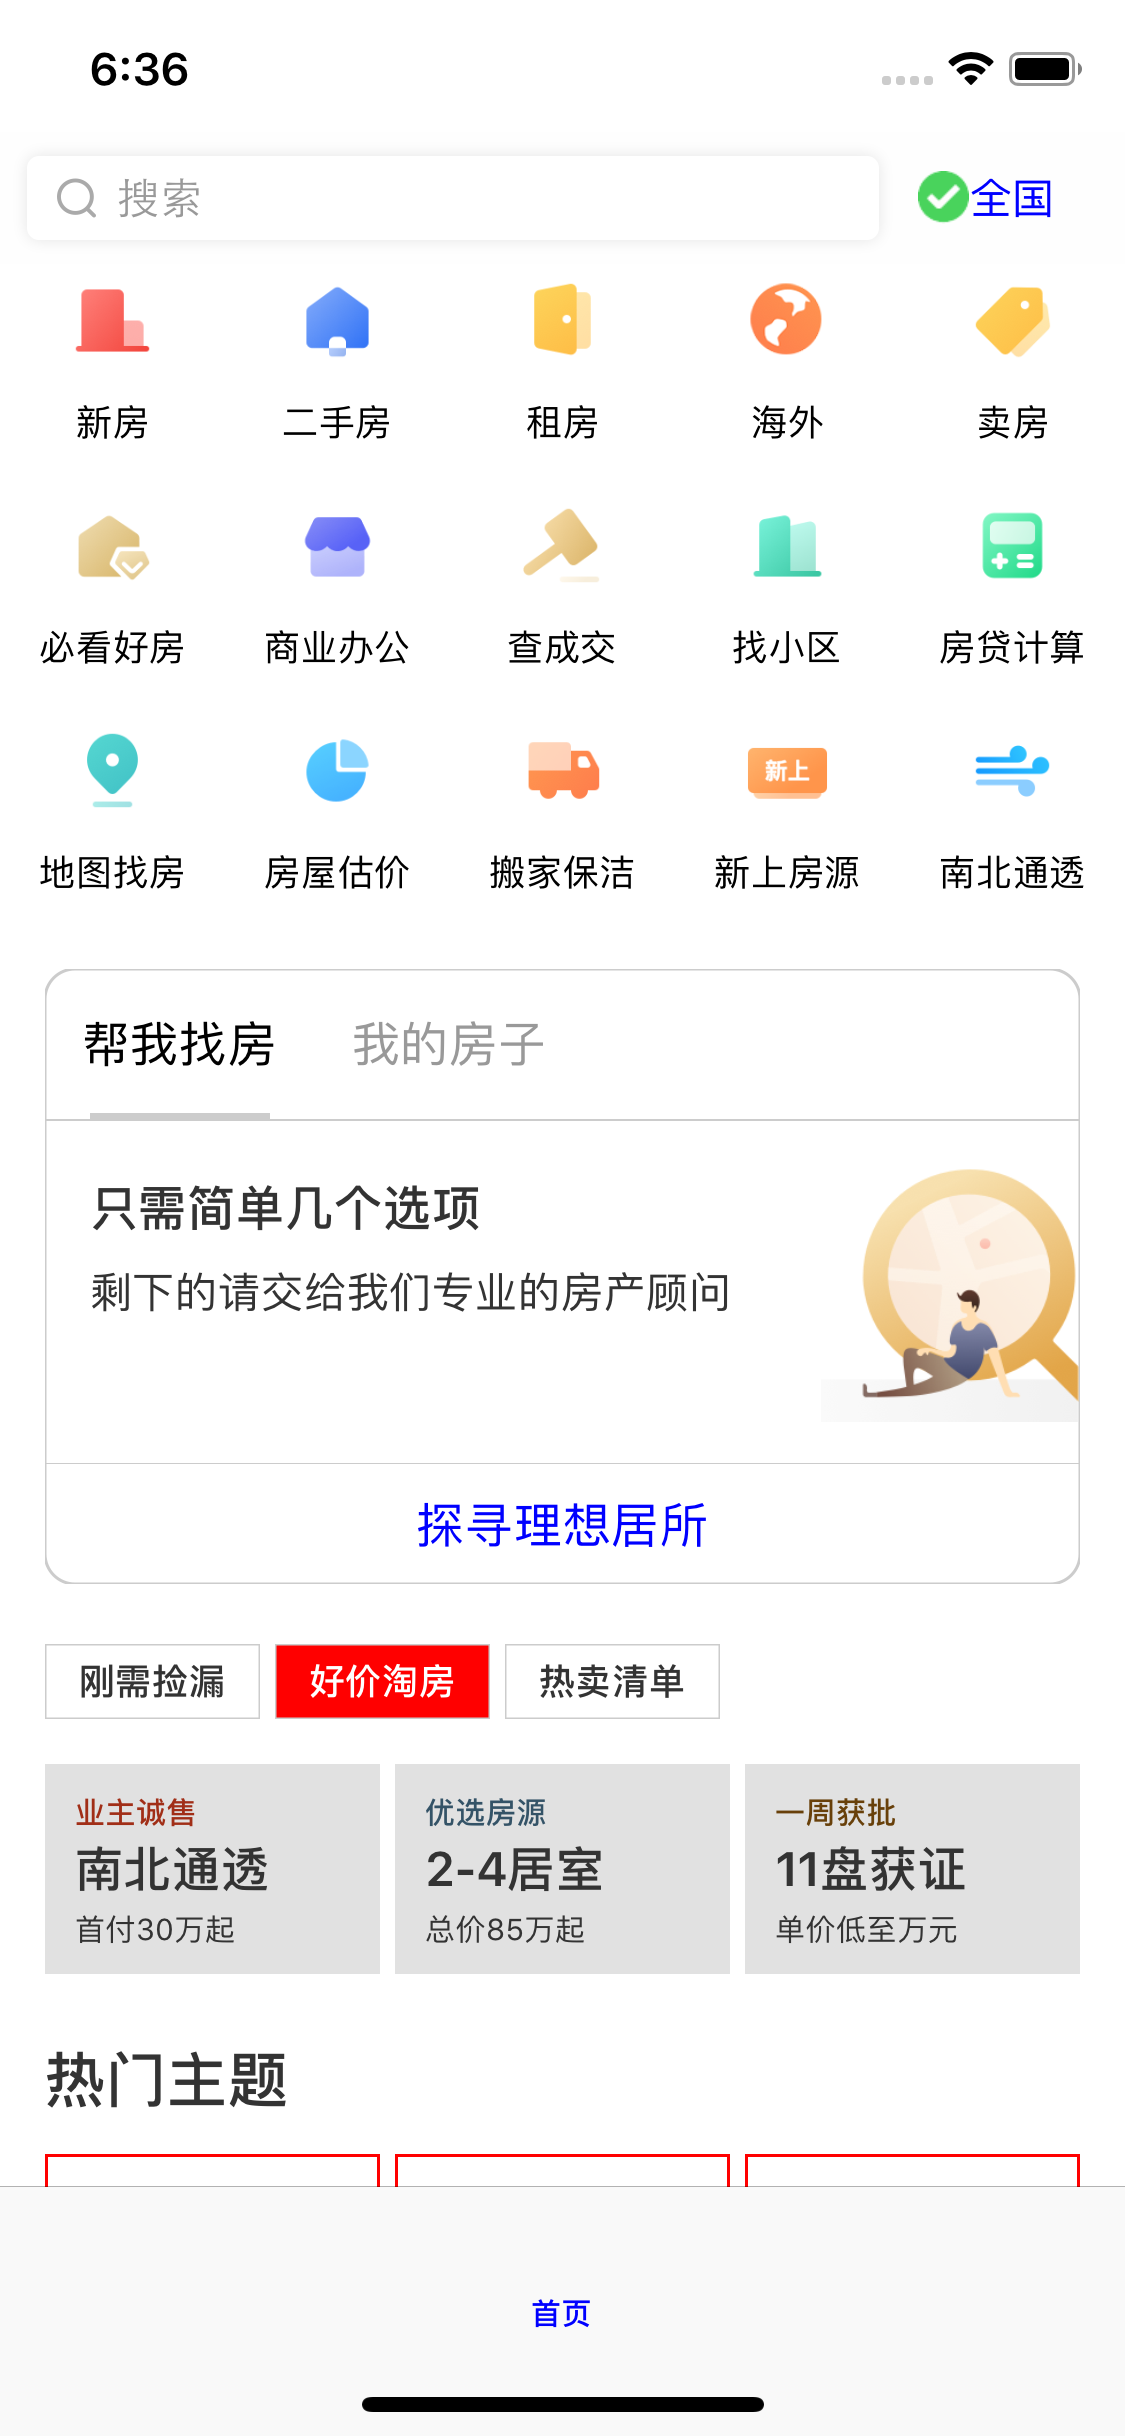 6:36
搜索
全国
新房
二手房
租房
海外
卖房
必看好房
商业办公
查成交
找小区
房贷计算
新上
地图找房
房屋估价
搬家保洁
新上房源
南北通透
帮我找房
我的房子
只需简单几个选项
剩下的请交给我们专业的房产顾问
探寻理想居所
刚需捡漏
好价淘房
热卖清单
业主诚售
南北通透
首付30万起
优选房源
2-4居室
总价85万起
一周获批
11盘获证
单价低至万元
热门主题
首页